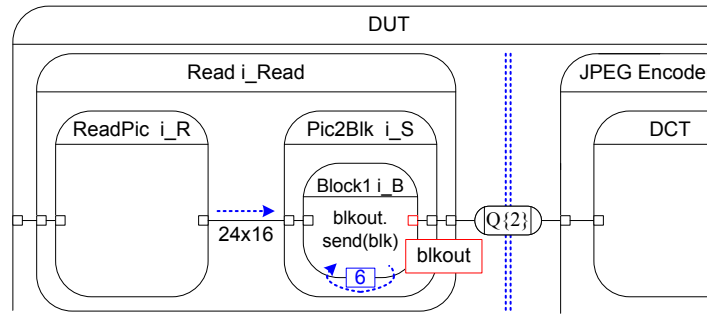 DUT
Read i_Read
JPEG Encode
ReadPic i_R
Pic2Blk i_S
DCT
Block1 i_B
blkout.
send(blk)
Q{2}
24x16
blkout
6